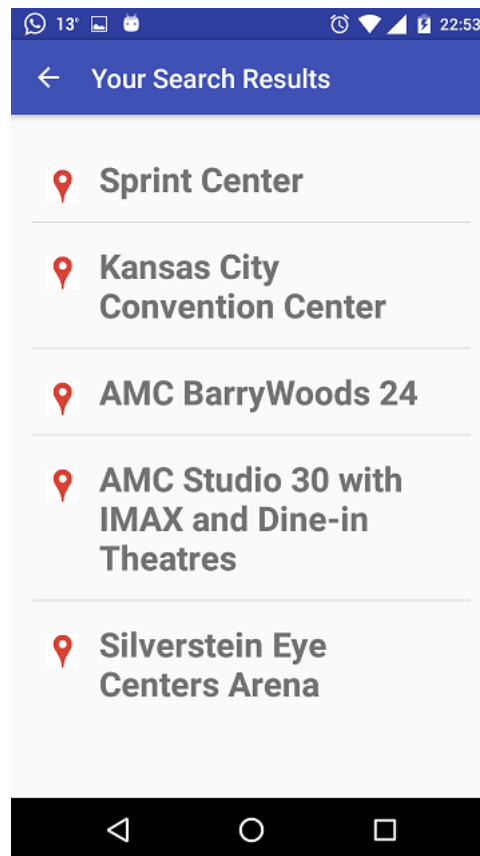 13° 22:53
Your Search Results
Sprint Center
Kansas City
Convention Center
AMC BarryWoods 24
AMC Studio 30 with
IMAX and Dine-in
Theatres
Silverstein Eye
Centers Arena